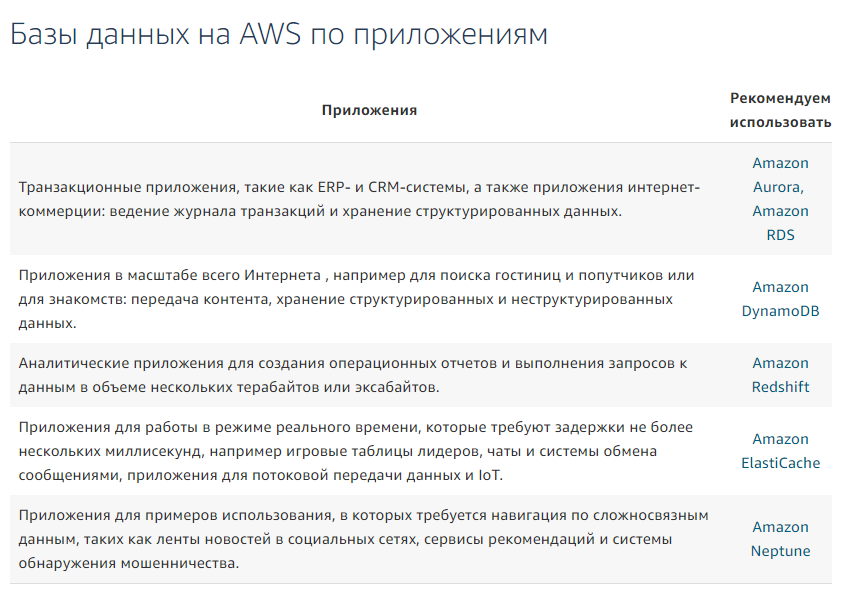 Базы данных на AWS по приложениям
Приложения
Рекомендуем
использовать
Транзакционные приложения, такие как ERP- и CRM-системы, а также приложения интернет-
коммерции: ведение журнала транзакций и хранение структурированных данных.
Amazon
Aurora,
Amazon
RDS
Приложения в масштабе всего Интернета , например для поиска гостиниц и попутчиков или
для знакомств: передача контента, хранение структурированных и неструктурированных
данных.
Amazon
DynamoDB
Аналитические приложения для создания операционных отчетов и выполнения запросов к
данным в объеме нескольких терабайтов или эксабайтов.
Amazon
Redshift
Приложения для работы в режиме реального времени, которые требуют задержки не более
нескольких миллисекунд, например игровые таблицы лидеров, чаты и системы обмена
сообщениями, приложения для потоковой передачи данных и IoT.
Amazon
ElastiCache
Приложения для примеров использования, в которых требуется навигация по сложносвязным
данным, таких как ленты новостей в социальных сетях, сервисы рекомендаций и системы
обнаружения мошенничества.
Amazon
Neptune